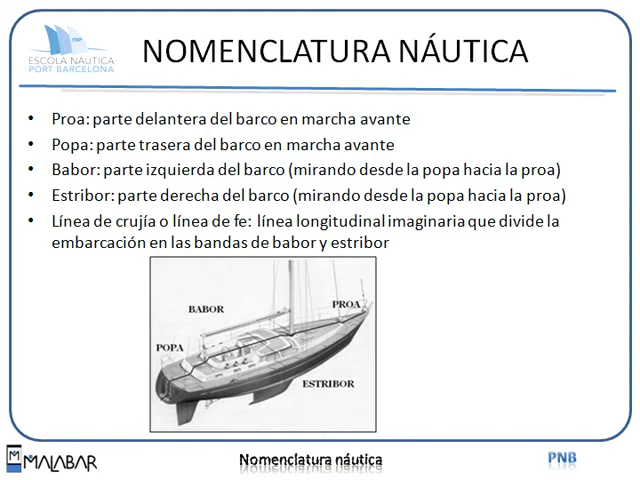 PNB
ESCOLA NÁUTICA
PORT BARCELONA
NOMENCLATURA NÁUTICA
• Proa: parte delantera del barco en marcha avante
• Popa: parte trasera del barco en marcha avante
• Babor: parte izquierda del barco (mirando desde la popa hacia la proa)
• Estribor: parte derecha del barco (mirando desde la popa hacia la proa)
• Línea de crujía o línea de fe: línea longitudinal imaginaria que divide la
embarcación en las bandas de babor y estribor
BABOR
PROA
POPA
ESTRIBOR
MALABAR
Nomenclatura náutica
PNB